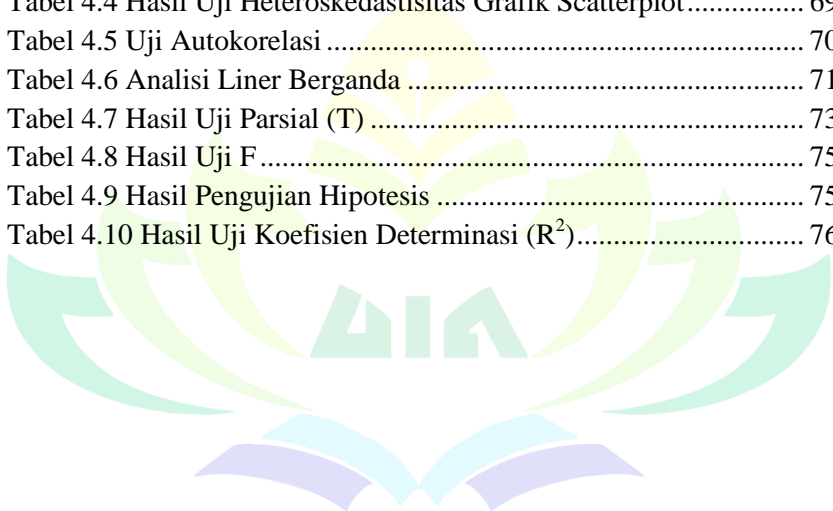 Tabel 4.4 Hasil Uji Heteroskedastisitas Grafik Scatterplot................ 69
Tabel 4.5 Uji Autokorelasi ................................................................ 70
Tabel 4.6 Analisi Liner Berganda ..................................................... 71
Tabel 4.7 Hasil Uji Parsial (T) .......................................................... 73
Tabel 4.8 Hasil Uji F......................................................................... 75
Tabel 4.9 Hasil Pengujian Hipotesis ................................................. 75
Tabel 4.10 Hasil Uji Koefisien Determinasi (R²)............................. 76